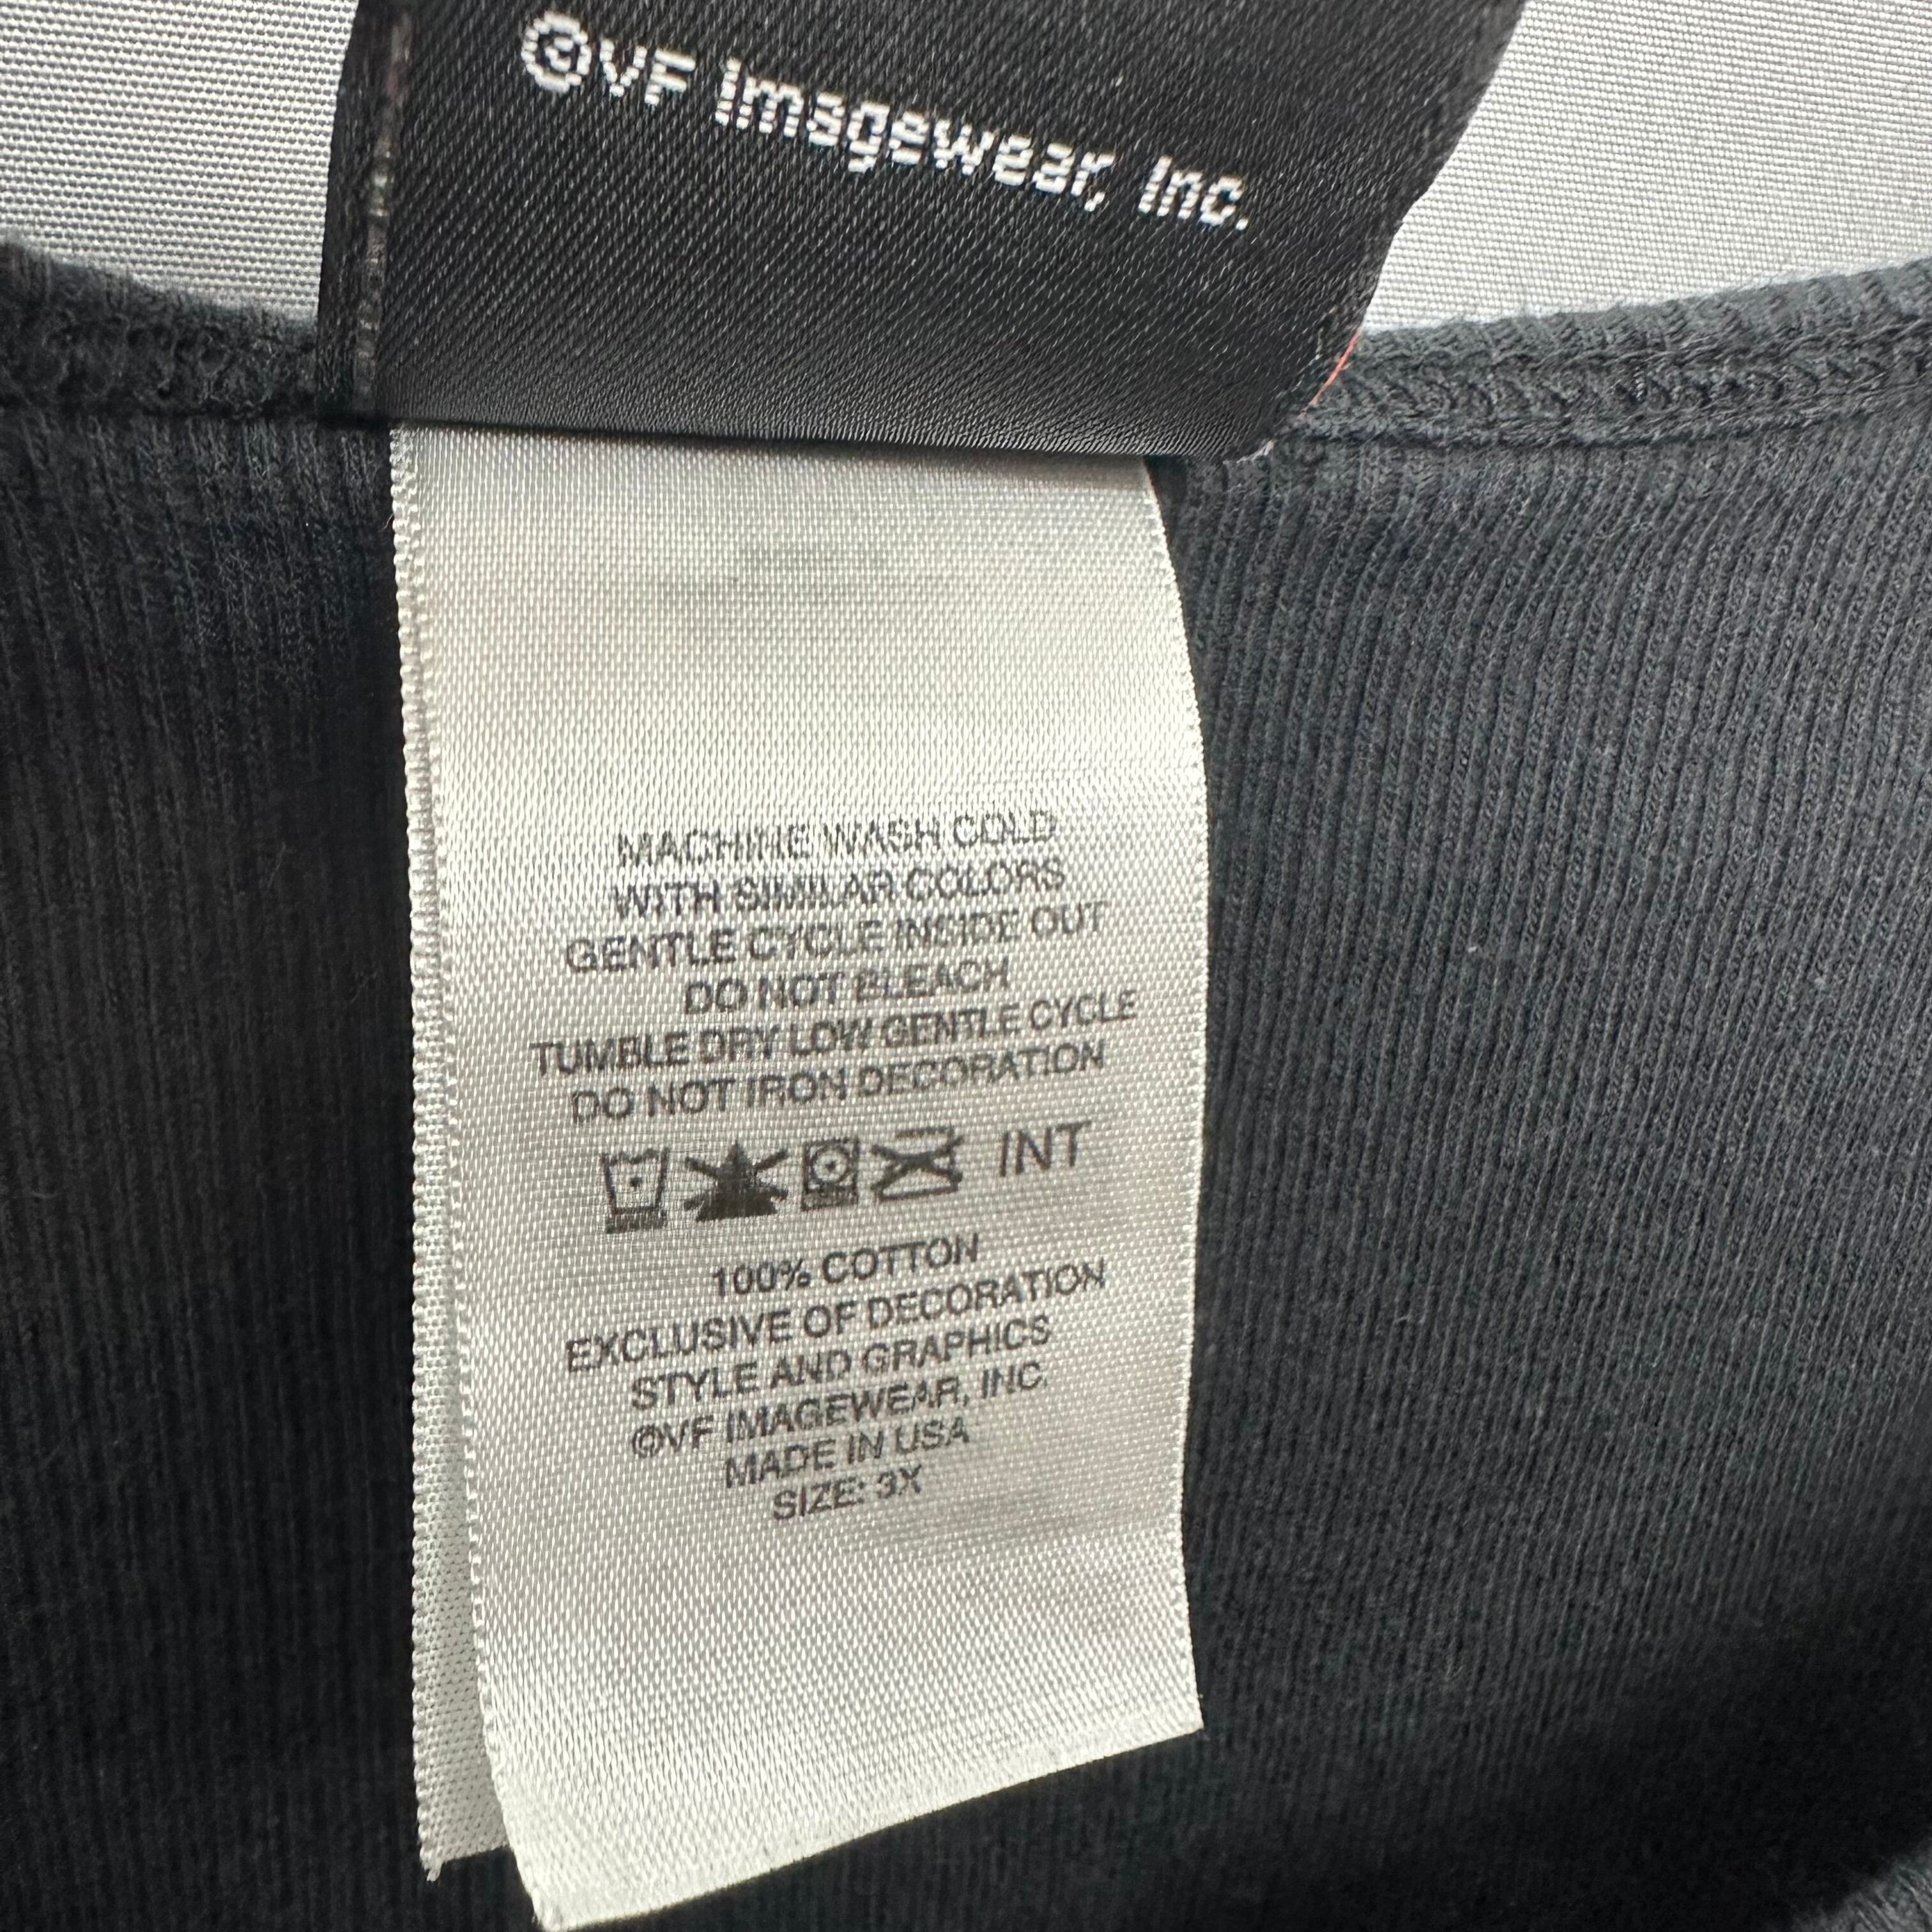 ©VF Imagewear, Inc.
MACHINE WASH COLD
WITH SIMILAR COLORS
GENTLE CYCLE INSIDE OUT
DO NOT BLEACH
TUMBLE DRY LOW GENTLE CYCLE
DO NOT IRON DECORATION
INT
100% COTTON
EXCLUSIVE OF DECORATION
STYLE AND GRAPHICS
©VF IMAGEWEAR, INC.
MADE IN USA
SIZE: 3X